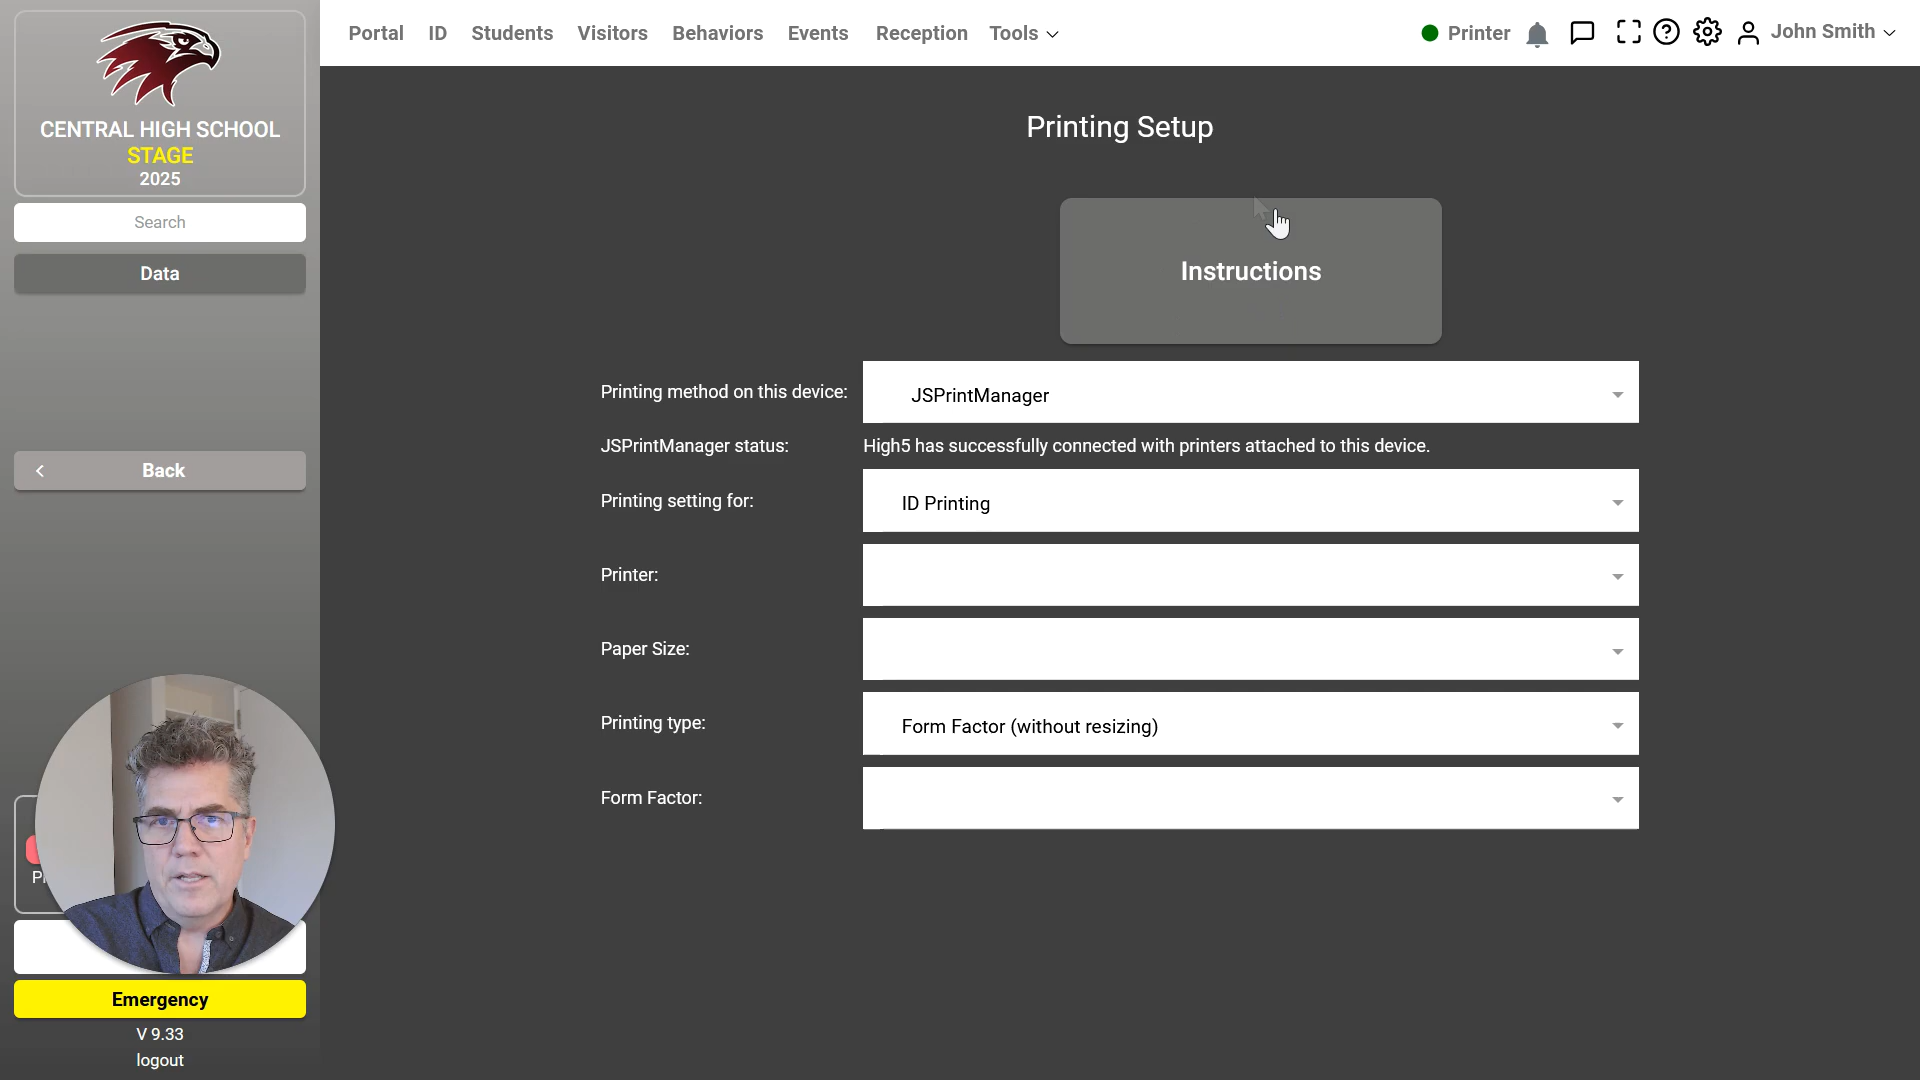 CENTRAL HIGH SCHOOL
STAGE
2025
Search
Data
Back
Emergency
V 9.33
logout
Portal ID Students Visitors Behaviors Events Reception Tools
Printer
John Smith
Printing Setup
Instructions
Printing method on this device: JSPrintManager
JSPrintManager status: High5 has successfully connected with printers attached to this device.
Printing setting for: ID Printing
Printer:
Paper Size:
Printing type: Form Factor (without resizing)
Form Factor: